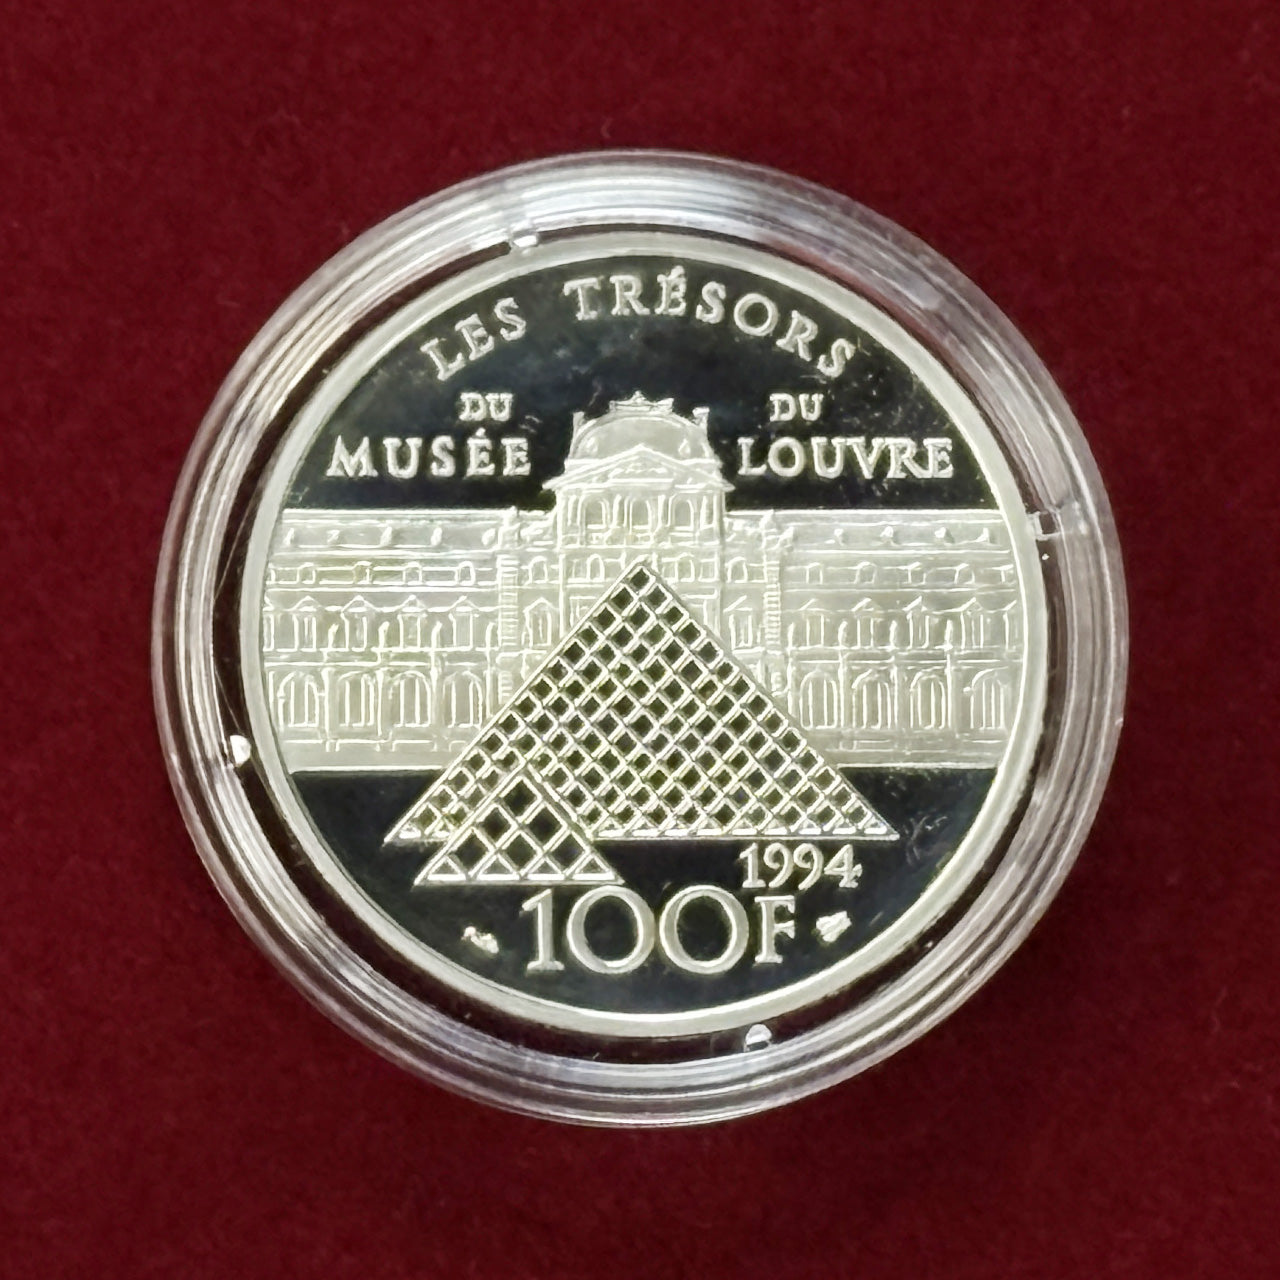 LES TRÉSORS
DU DU
MUSÉE LOUVRE
1994
100F